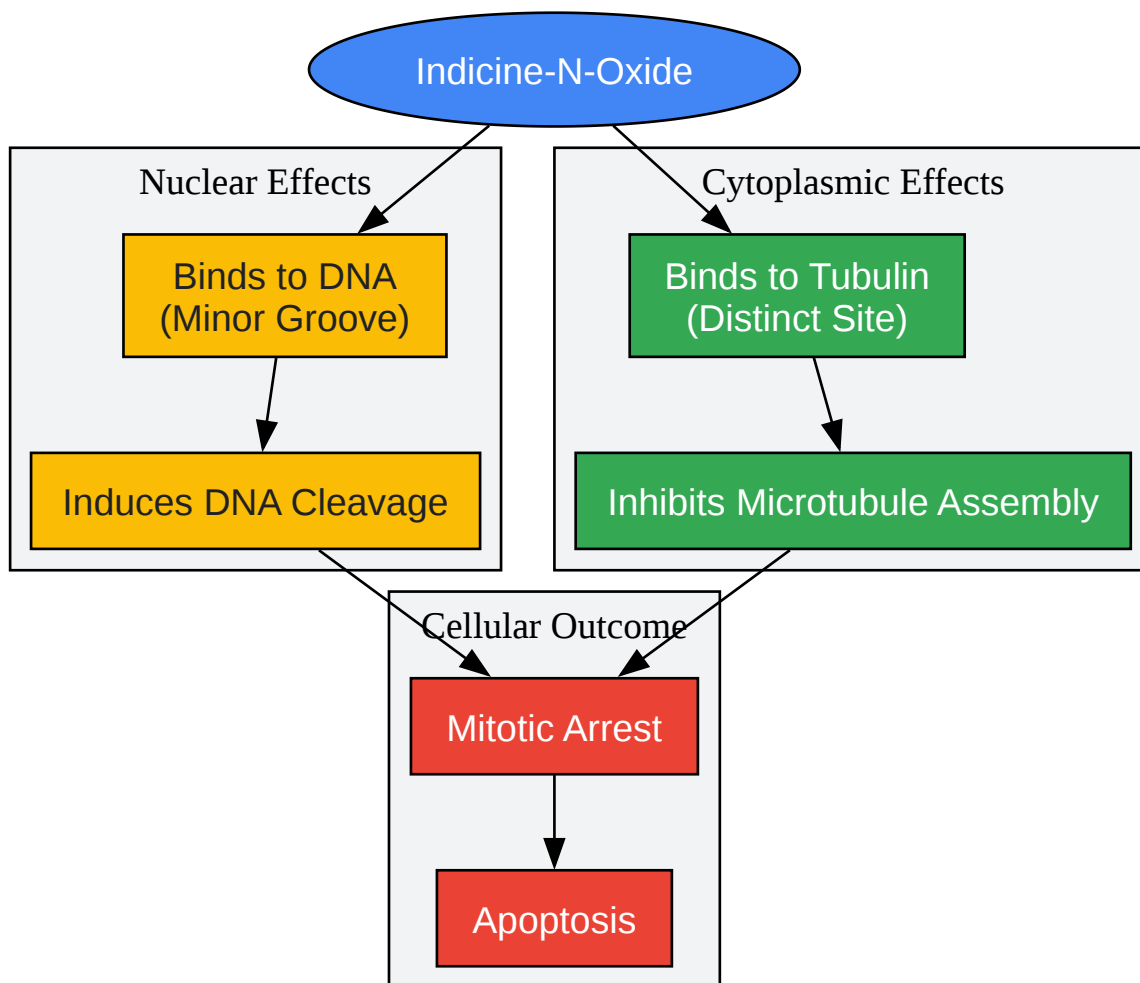 Indicine-N-Oxide
Nuclear Effects
Binds to DNA
(Minor Groove)
Induces DNA Cleavage
Cytoplasmic Effects
Binds to Tubulin
(Distinct Site)
Inhibits Microtubule Assembly
Cellular Outcome
Mitotic Arrest
Apoptosis